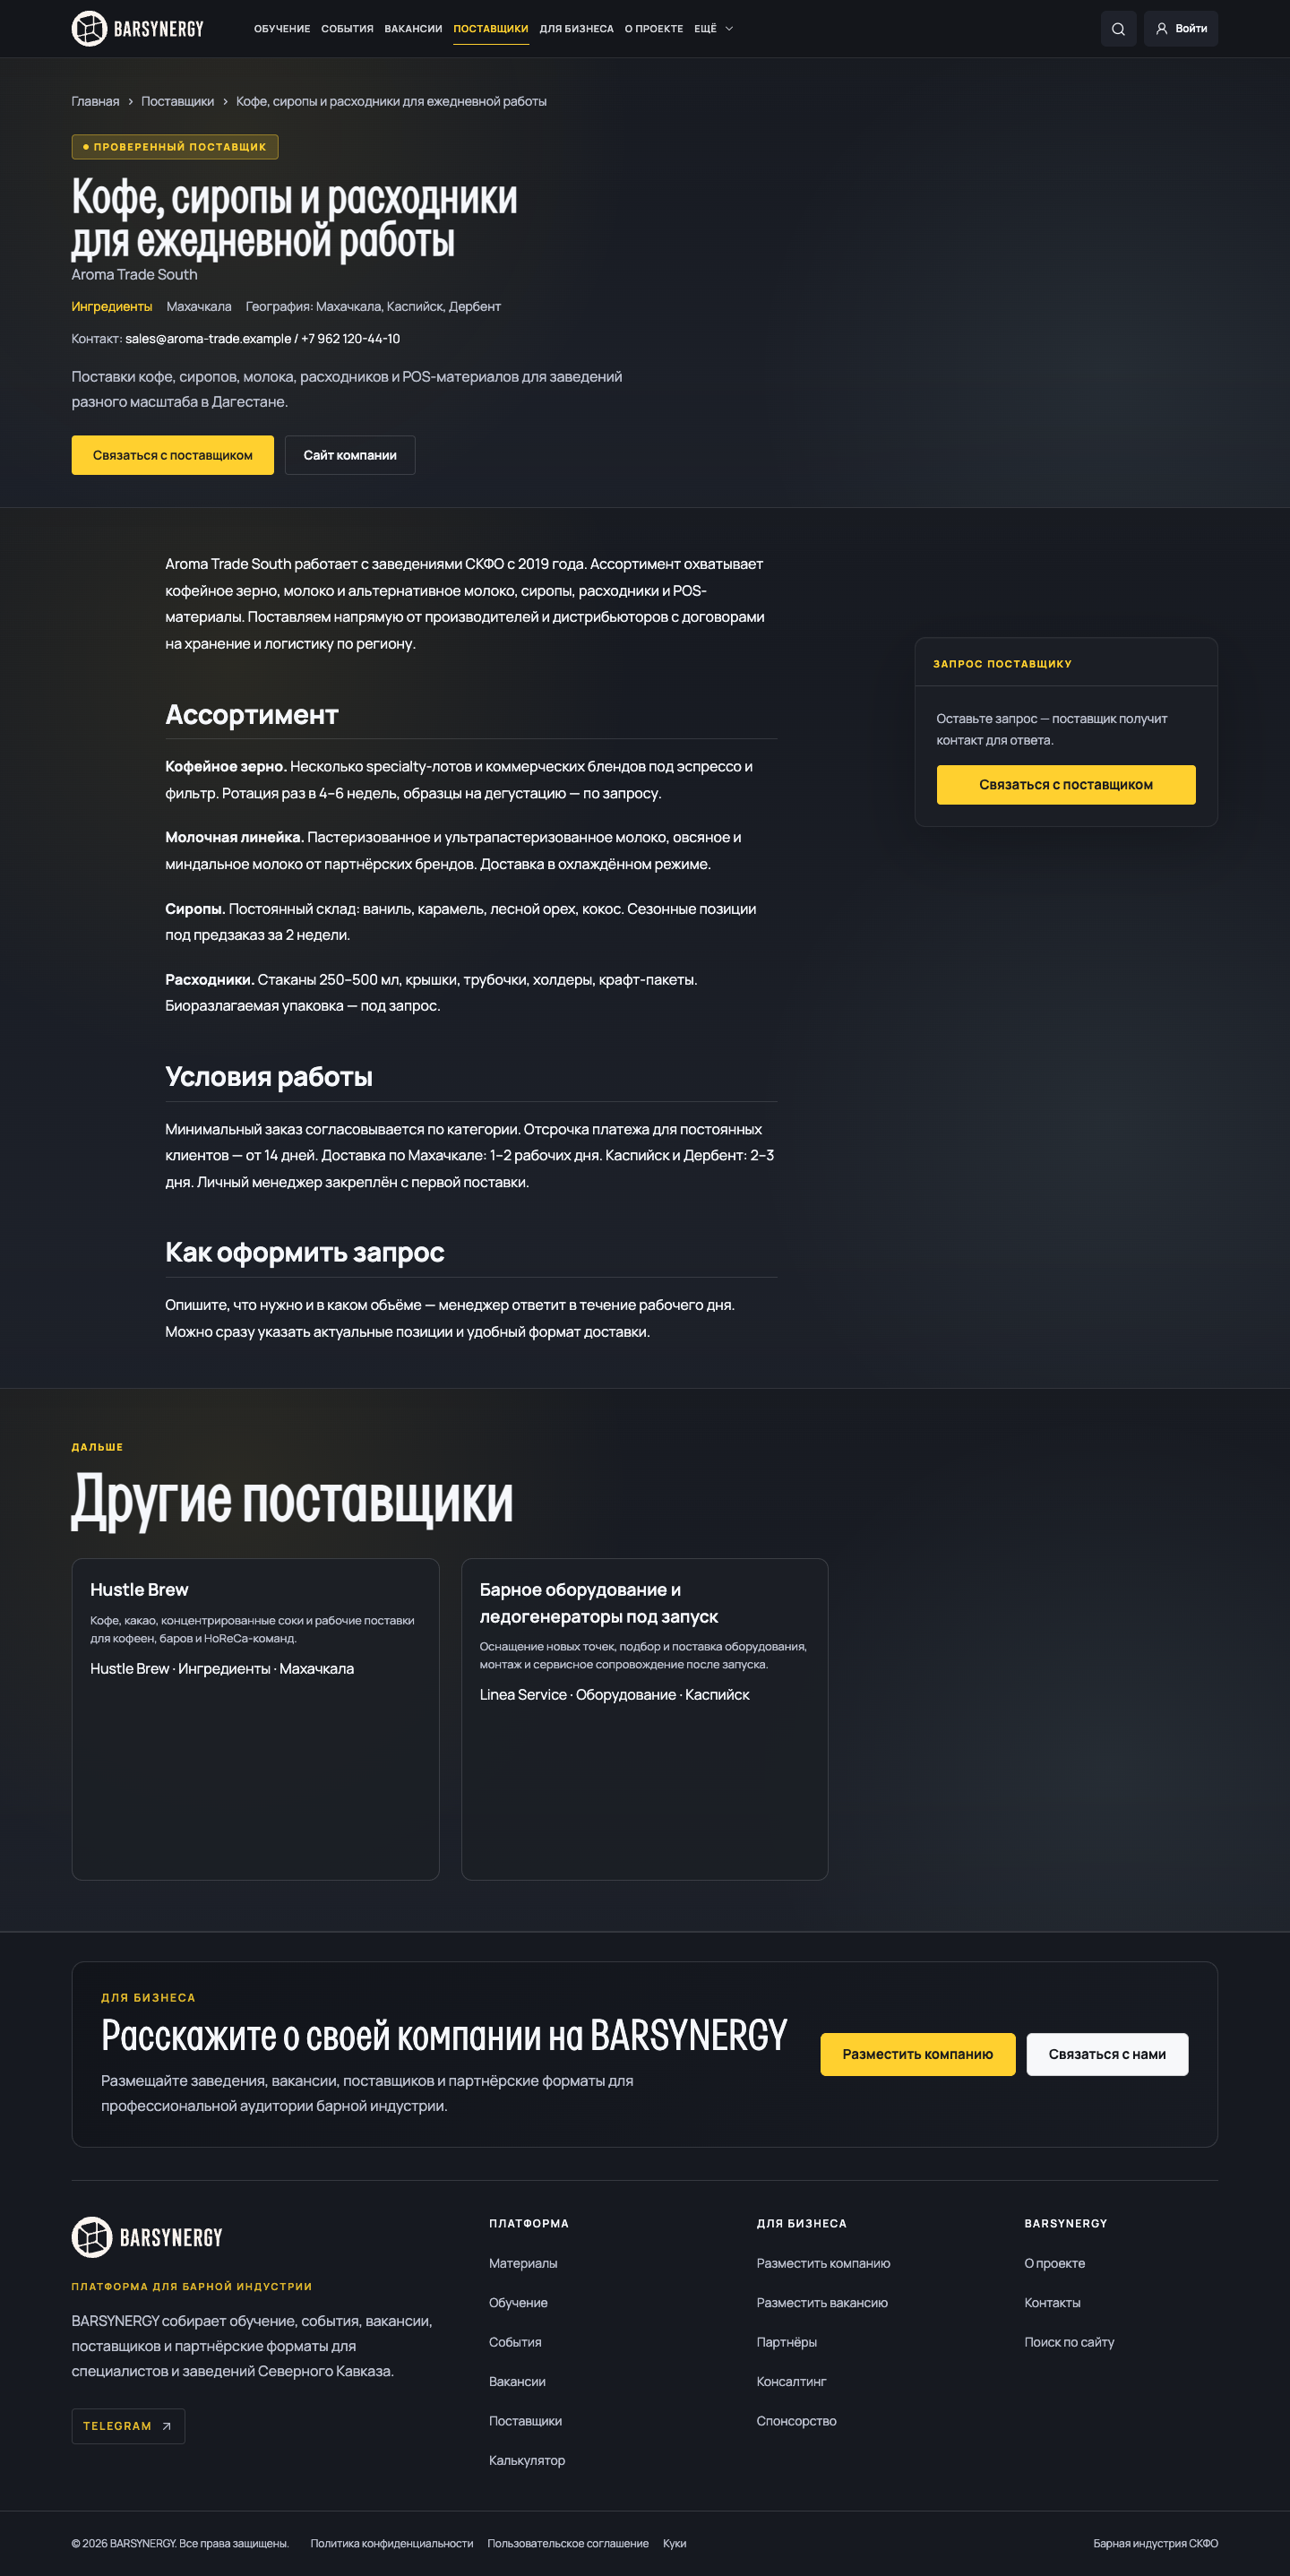 BARSYNERGY
ОБУЧЕНИЕ СОБЫТИЯ ВАКАНСИИ ПОСТАВЩИКИ ДЛЯ БИЗНЕСА О ПРОЕКТЕ ЕЩЁ
Войти
Главная › Поставщики › Кофе, сиропы и расходники для ежедневной работы
ПРОВЕРЕННЫЙ ПОСТАВЩИК
Кофе, сиропы и расходники
для ежедневной работы
Aroma Trade South
Ингредиенты Махачкала География: Махачкала, Каспийск, Дербент
Контакт: sales@aroma-trade.example / +7 962 120-44-10
Поставки кофе, сиропов, молока, расходников и POS-материалов для заведений
разного масштаба в Дагестане.
Связаться с поставщиком Сайт компании
Aroma Trade South работает с заведениями СКФО с 2019 года. Ассортимент охватывает
кофейное зерно, молоко и альтернативное молоко, сиропы, расходники и POS-
материалы. Поставляем напрямую от производителей и дистрибьюторов с договорами
на хранение и логистику по региону.
Ассортимент
Кофейное зерно. Несколько specialty-лотов и коммерческих блендов под эспрессо и
фильтр. Ротация раз в 4–6 недель, образцы на дегустацию — по запросу.
Молочная линейка. Пастеризованное и ультрапастеризованное молоко, овсяное и
миндальное молоко от партнёрских брендов. Доставка в охлаждённом режиме.
Сиропы. Постоянный склад: ваниль, карамель, лесной орех, кокос. Сезонные позиции
под предзаказ за 2 недели.
Расходники. Стаканы 250–500 мл, крышки, трубочки, холдеры, крафт-пакеты.
Биоразлагаемая упаковка — под запрос.
Условия работы
Минимальный заказ согласовывается по категории. Отсрочка платежа для постоянных
клиентов — от 14 дней. Доставка по Махачкале: 1–2 рабочих дня. Каспийск и Дербент: 2–3
дня. Личный менеджер закреплён с первой поставки.
Как оформить запрос
Опишите, что нужно и в каком объёме — менеджер ответит в течение рабочего дня.
Можно сразу указать актуальные позиции и удобный формат доставки.
ЗАПРОС ПОСТАВЩИКУ
Оставьте запрос — поставщик получит
контакт для ответа.
Связаться с поставщиком
ДАЛЬШЕ
Другие поставщики
Hustle Brew
Кофе, какао, концентрированные соки и рабочие поставки
для кофеен, баров и HoReCa-команд.
Hustle Brew · Ингредиенты · Махачкала
Барное оборудование и
ледогенераторы под запуск
Оснащение новых точек, подбор и поставка оборудования,
монтаж и сервисное сопровождение после запуска.
Linea Service · Оборудование · Каспийск
ДЛЯ БИЗНЕСА
Расскажите о своей компании на BARSYNERGY
Размещайте заведения, вакансии, поставщиков и партнёрские форматы для
профессиональной аудитории барной индустрии.
Разместить компанию Связаться с нами
BARSYNERGY
ПЛАТФОРМА ДЛЯ БАРНОЙ ИНДУСТРИИ
BARSYNERGY собирает обучение, события, вакансии,
поставщиков и партнёрские форматы для
специалистов и заведений Северного Кавказа.
TELEGRAM
ПЛАТФОРМА
Материалы
Обучение
События
Вакансии
Поставщики
Калькулятор
ДЛЯ БИЗНЕСА
Разместить компанию
Разместить вакансию
Партнёры
Консалтинг
Спонсорство
BARSYNERGY
О проекте
Контакты
Поиск по сайту
© 2026 BARSYNERGY. Все права защищены. Политика конфиденциальности Пользовательское соглашение Куки
Барная индустрия СКФО